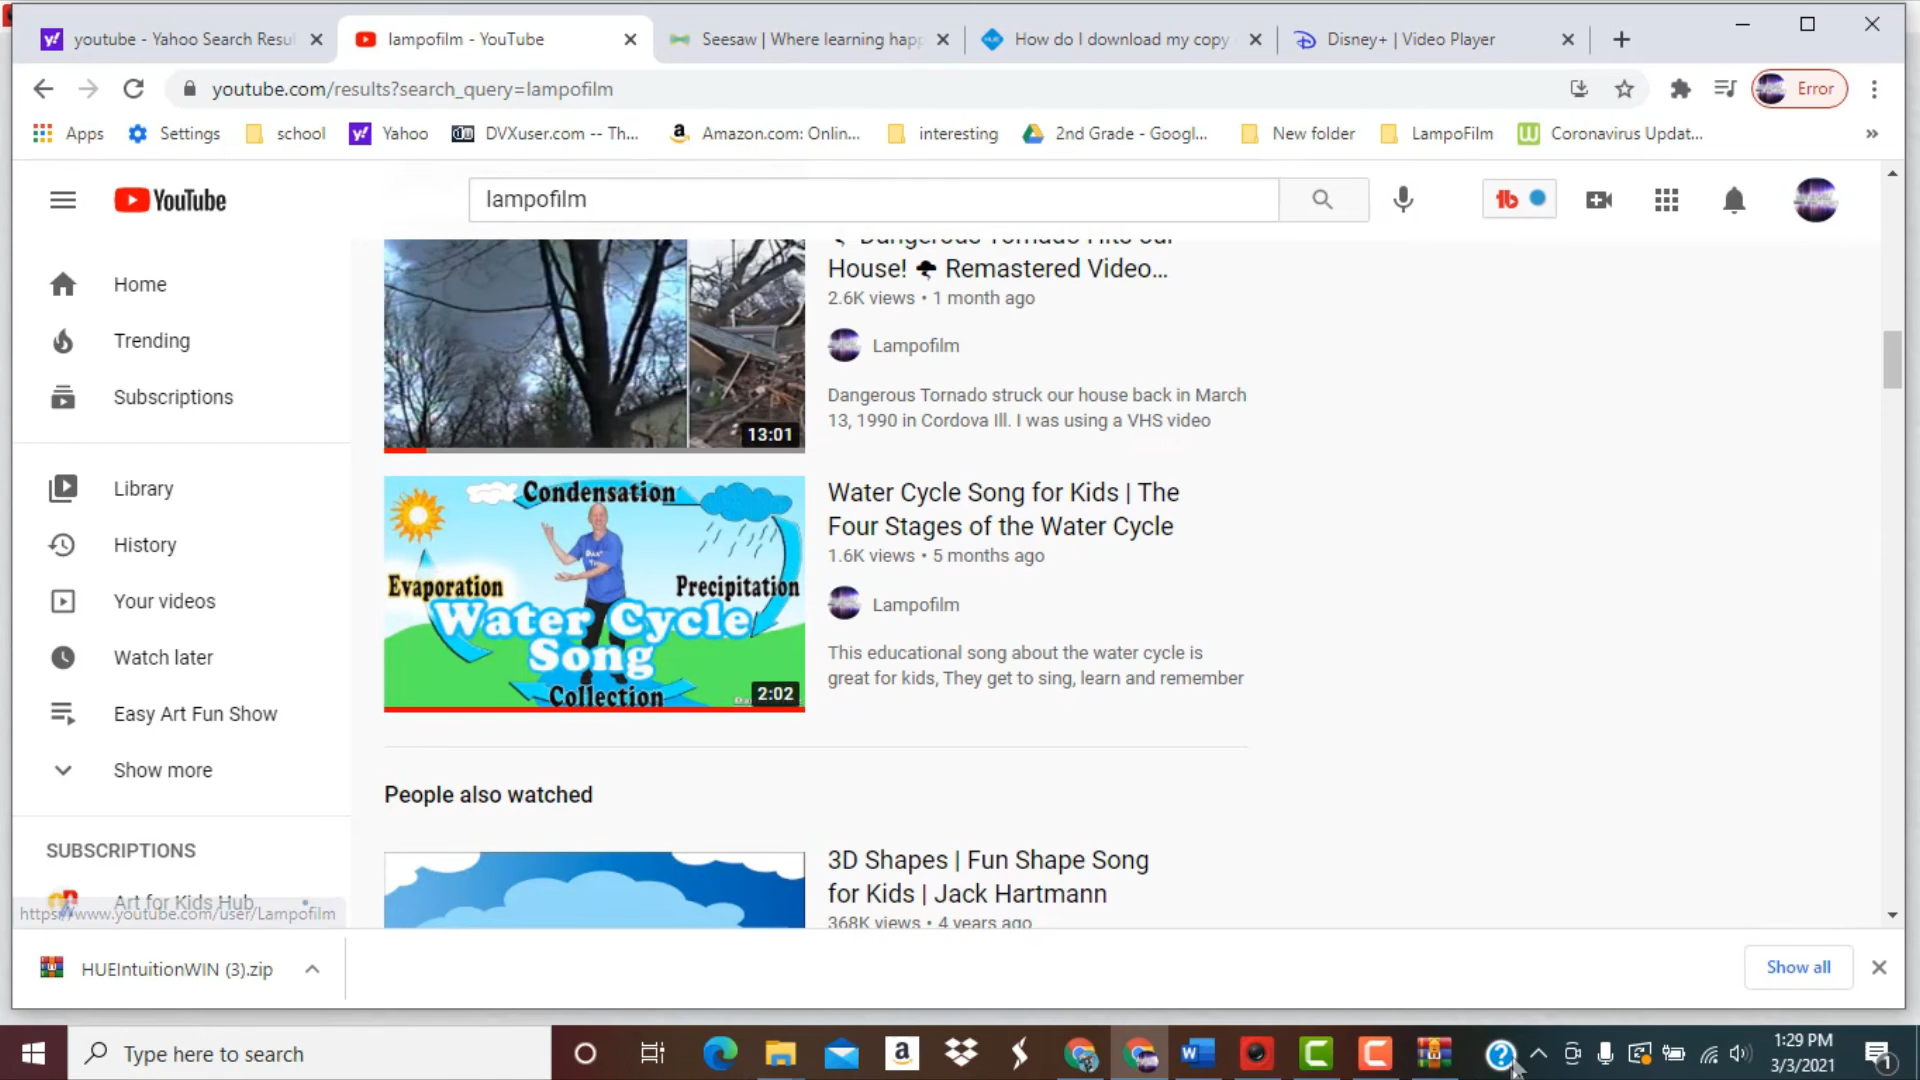 youtube - Yahoo Search Resul
lampofilm - YouTube
Seesaw | Where learning happ
How do I download my copy
Disney+ | Video Player
youtube.com/results?search_query=lampofilm
Error
Apps
Settings
school
Yahoo
DVXuser.com -- Th...
Amazon.com: Onlin...
interesting
2nd Grade - Googl...
New folder
LampoFilm
Coronavirus Updat...
YouTube
lampofilm
Home
Trending
Subscriptions
Library
History
Your videos
Watch later
Easy Art Fun Show
Show more
SUBSCRIPTIONS
Art for Kids Hub
https://www.youtube.com/user/Lampofilm
13:01
Dangerous Tornado Hits Our
House! 🌪 Remastered Video...
2.6K views • 1 month ago
Lampofilm
Dangerous Tornado struck our house back in March
13, 1990 in Cordova Ill. I was using a VHS video
Condensation
Evaporation
Precipitation
Water Cycle
Song
Collection
2:02
Water Cycle Song for Kids | The
Four Stages of the Water Cycle
1.6K views • 5 months ago
Lampofilm
This educational song about the water cycle is
great for kids, They get to sing, learn and remember
People also watched
3D Shapes | Fun Shape Song
for Kids | Jack Hartmann
368K views • 4 years ago
HUEIntuitionWIN (3).zip
Show all
Type here to search
1:29 PM
3/3/2021
1